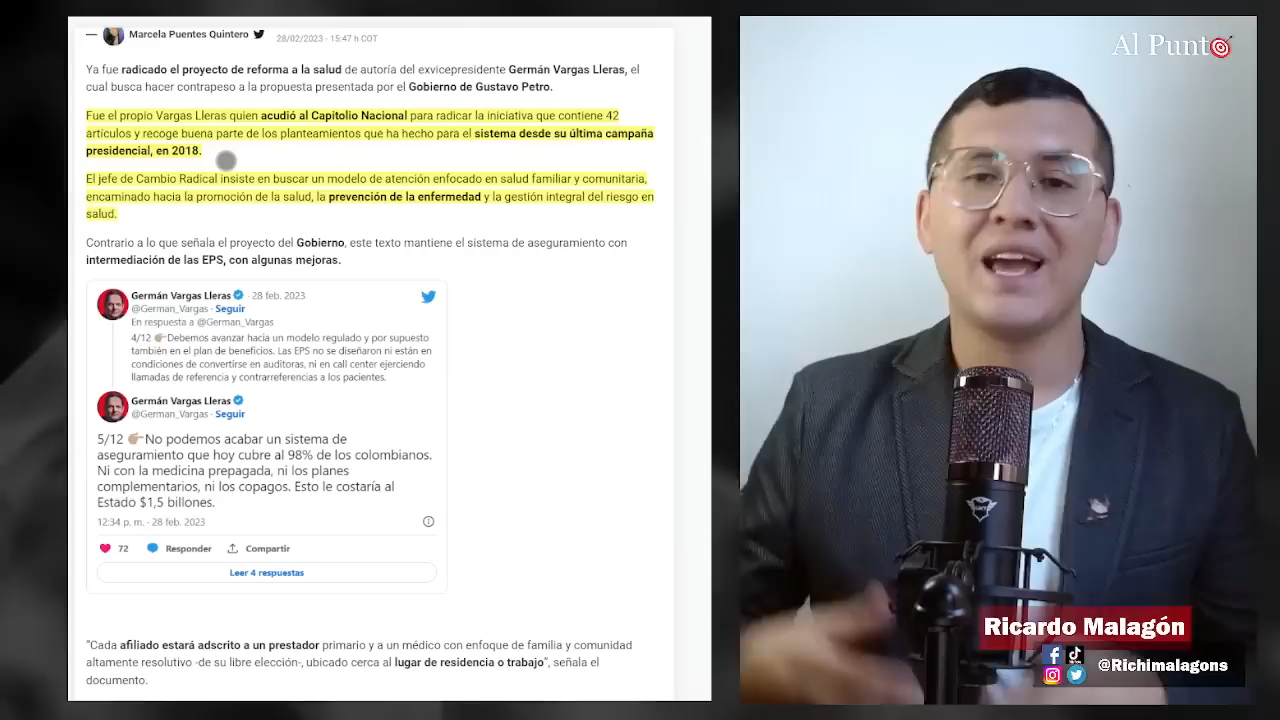 Marcela Puentes Quintero 28/02/2023 - 15:47 h COT
Ya fue radicado el proyecto de reforma a la salud de autoría del exvicepresidente Germán Vargas Lleras, el
cual busca hacer contrapeso a la propuesta presentada por el Gobierno de Gustavo Petro.
Fue el propio Vargas Lleras quien acudió al Capitolio Nacional para radicar la iniciativa que contiene 42
artículos y recoge buena parte de los planteamientos que ha hecho para el sistema desde su última campaña
presidencial, en 2018.
El jefe de Cambio Radical insiste en buscar un modelo de atención enfocado en salud familiar y comunitaria,
encaminado hacia la promoción de la salud, la prevención de la enfermedad y la gestión integral del riesgo en
salud.
Contrario a lo que señala el proyecto del Gobierno, este texto mantiene el sistema de aseguramiento con
intermediación de las EPS, con algunas mejoras.
Germán Vargas Lleras · 28 feb. 2023
@German_Vargas · Seguir
En respuesta a @German_Vargas
4/12 Debemos avanzar hacia un modelo regulado y por supuesto
también en el plan de beneficios. Las EPS no se diseñaron ni están en
condiciones de convertirse en auditoras, ni en call center ejerciendo
llamadas de referencia y contrarreferencias a los pacientes.
Germán Vargas Lleras
@German_Vargas · Seguir
5/12 No podemos acabar un sistema de
aseguramiento que hoy cubre al 98% de los colombianos.
Ni con la medicina prepagada, ni los planes
complementarios, ni los copagos. Esto le costaría al
Estado $1,5 billones.
12:34 p. m. · 28 feb. 2023
72 Responder Compartir
Leer 4 respuestas
"Cada afiliado estará adscrito a un prestador primario y a un médico con enfoque de familia y comunidad
altamente resolutivo -de su libre elección-, ubicado cerca al lugar de residencia o trabajo", señala el
documento.
Al Punto
Ricardo Malagón
@Richimalagons